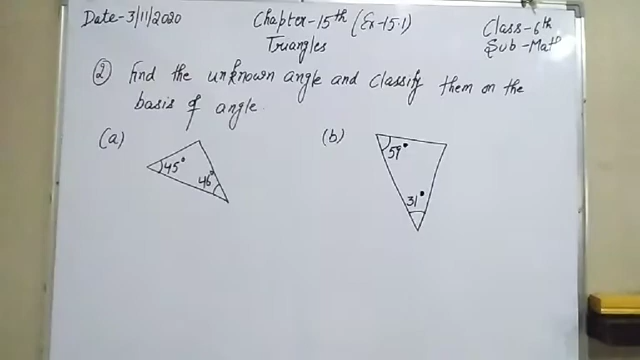 Date-3/11/2020
Chapter-15th (Ex-15.1)
Triangles
Class-6th
Sub-Math
② Find the unknown angle and classify them on the
basis of angle.
(a)
45°
46°
(b)
59°
31°